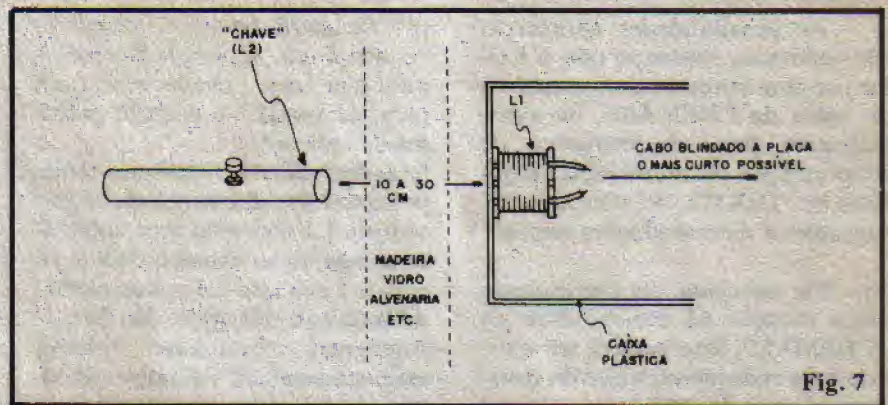 "CHAVE"
(L2)
10 A 30
CM
MADEIRA
VIDRO
ALVENARIA
ETC.
L1
CABO BLINDADO A PLACA
O MAIS CURTO POSSÍVEL
CAIXA
PLÁSTICA
Fig. 7